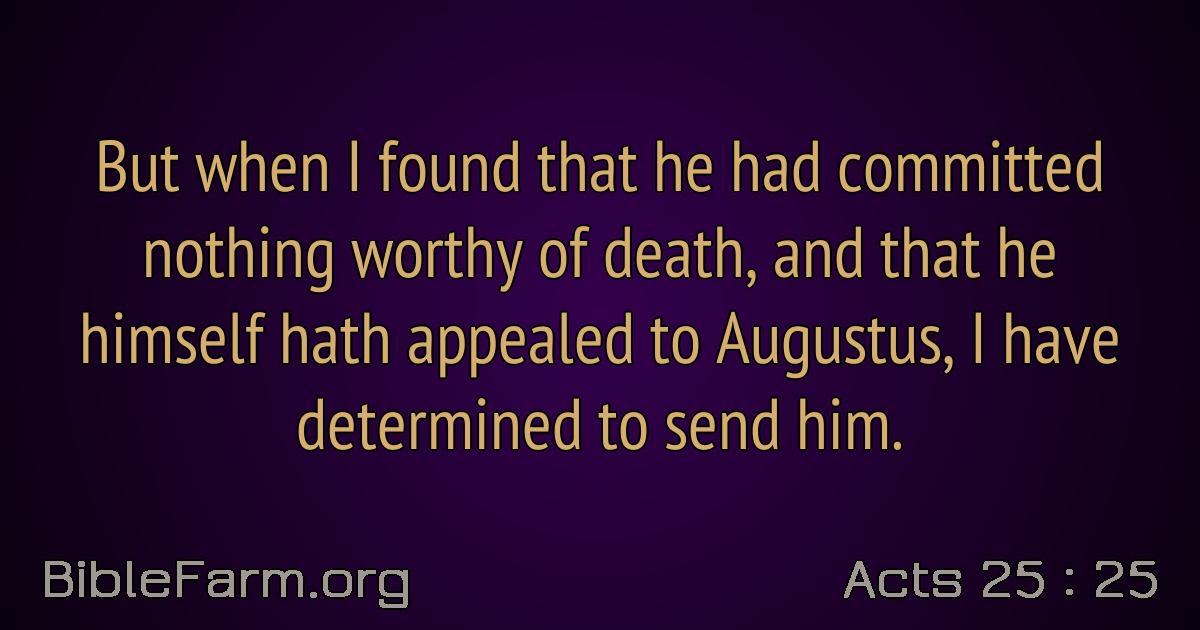 But when I found that he had committed
nothing worthy of death, and that he
himself hath appealed to Augustus, I have
determined to send him.
BibleFarm.org
Acts 25 : 25